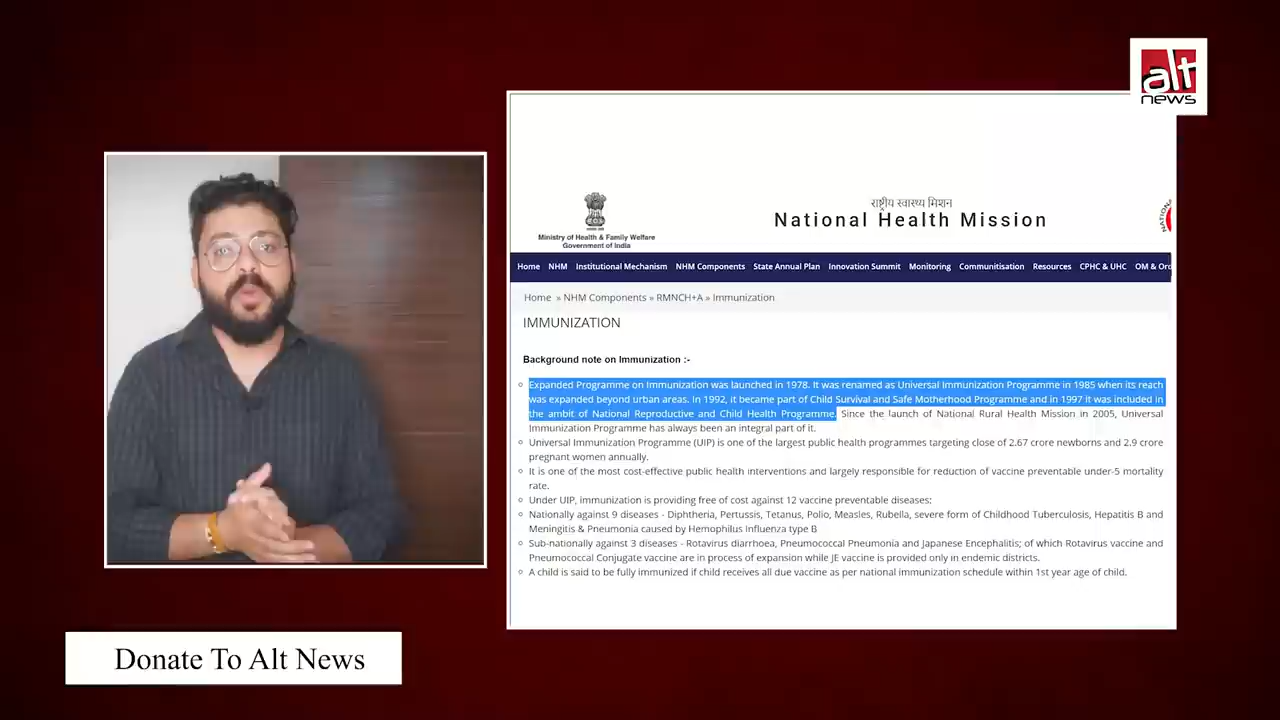 alt
news
राष्ट्रीय स्वास्थ्य मिशन
National Health Mission
Ministry of Health & Family Welfare
Government of India
Home NHM Institutional Mechanism NHM Components State Annual Plan Innovation Summit Monitoring Communitisation Resources CPHC & UHC OM & Ord
Home » NHM Components » RMNCH+A » Immunization
IMMUNIZATION
Background note on Immunization :-
Expanded Programme on Immunization was launched in 1978. It was renamed as Universal Immunization Programme in 1985 when its reach
was expanded beyond urban areas. In 1992, it became part of Child Survival and Safe Motherhood Programme and in 1997 it was included in
the ambit of National Reproductive and Child Health Programme. Since the launch of National Rural Health Mission in 2005, Universal
Immunization Programme has always been an integral part of it.
Universal Immunization Programme (UIP) is one of the largest public health programmes targeting close of 2.67 crore newborns and 2.9 crore
pregnant women annually.
It is one of the most cost-effective public health interventions and largely responsible for reduction of vaccine preventable under-5 mortality
rate.
Under UIP, immunization is providing free of cost against 12 vaccine preventable diseases:
Nationally against 9 diseases - Diphtheria, Pertussis, Tetanus, Polio, Measles, Rubella, severe form of Childhood Tuberculosis, Hepatitis B and
Meningitis & Pneumonia caused by Hemophilus Influenza type B
Sub-nationally against 3 diseases - Rotavirus diarrhoea, Pneumococcal Pneumonia and Japanese Encephalitis; of which Rotavirus vaccine and
Pneumococcal Conjugate vaccine are in process of expansion while JE vaccine is provided only in endemic districts.
A child is said to be fully immunized if child receives all due vaccine as per national immunization schedule within 1st year age of child.
Donate To Alt News